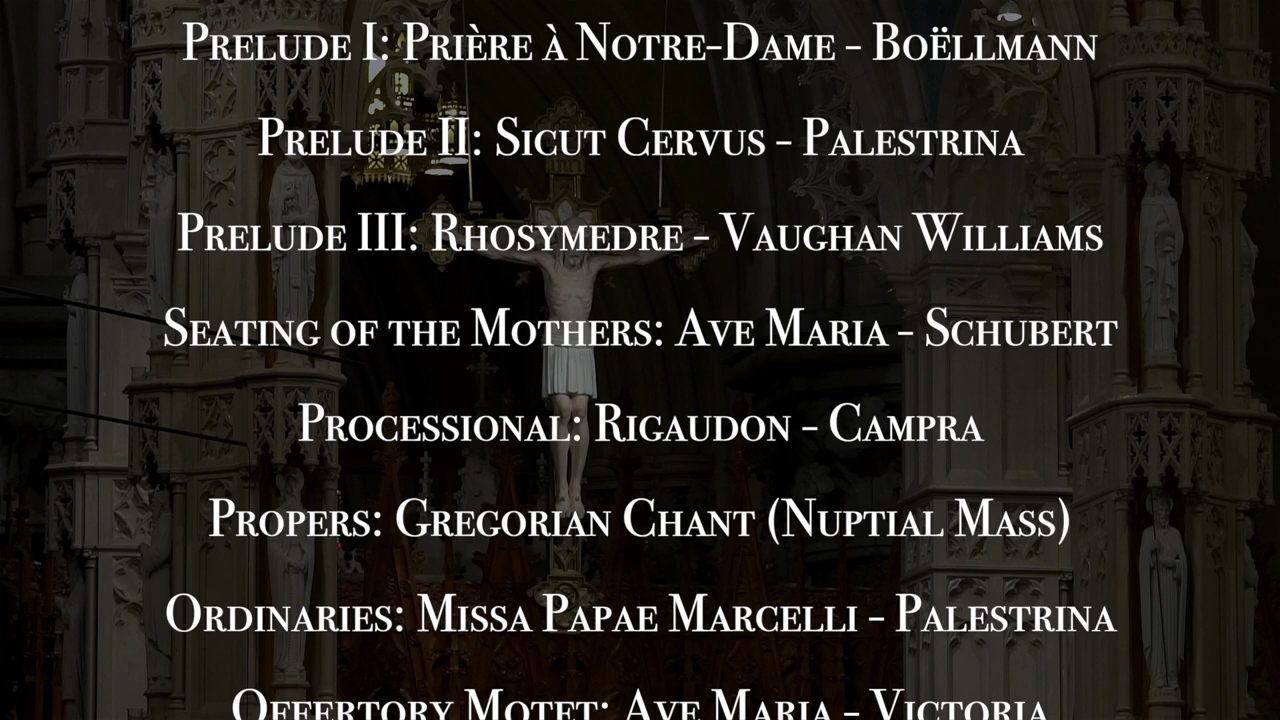 Prelude I: Prière à Notre-Dame - Boëllmann
Prelude II: Sicut Cervus - Palestrina
Prelude III: Rhosymedre - Vaughan Williams
Seating of the Mothers: Ave Maria - Schubert
Processional: Rigaudon - Campra
Propers: Gregorian Chant (Nuptial Mass)
Ordinaries: Missa Papae Marcelli - Palestrina
Offertory Motet: Ave Maria - Victoria